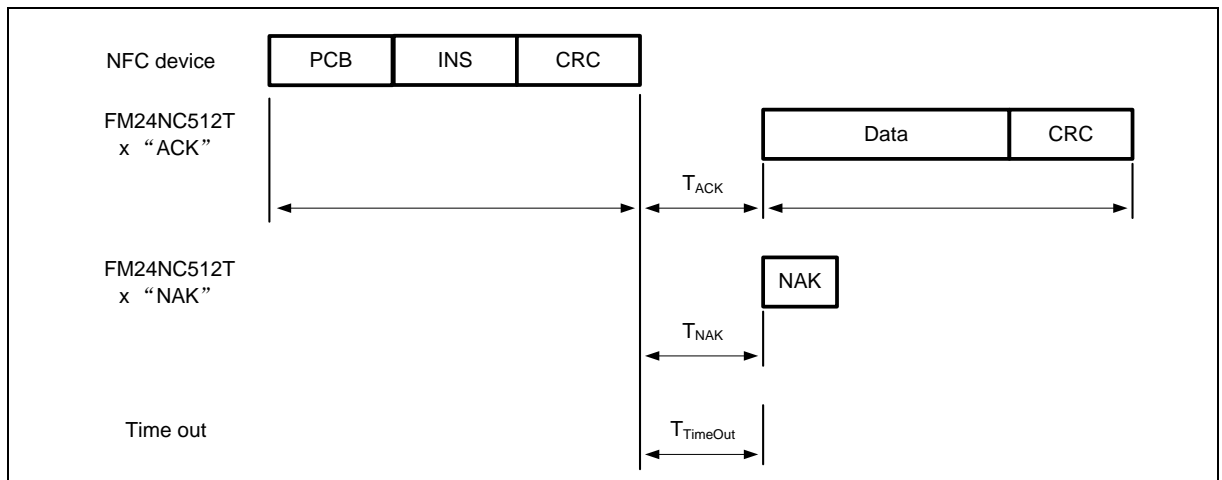 NFC device PCB INS CRC
FM24NC512T
x “ACK” Data CRC
TACK
FM24NC512T
x “NAK” NAK
TNAK
Time out TTimeOut